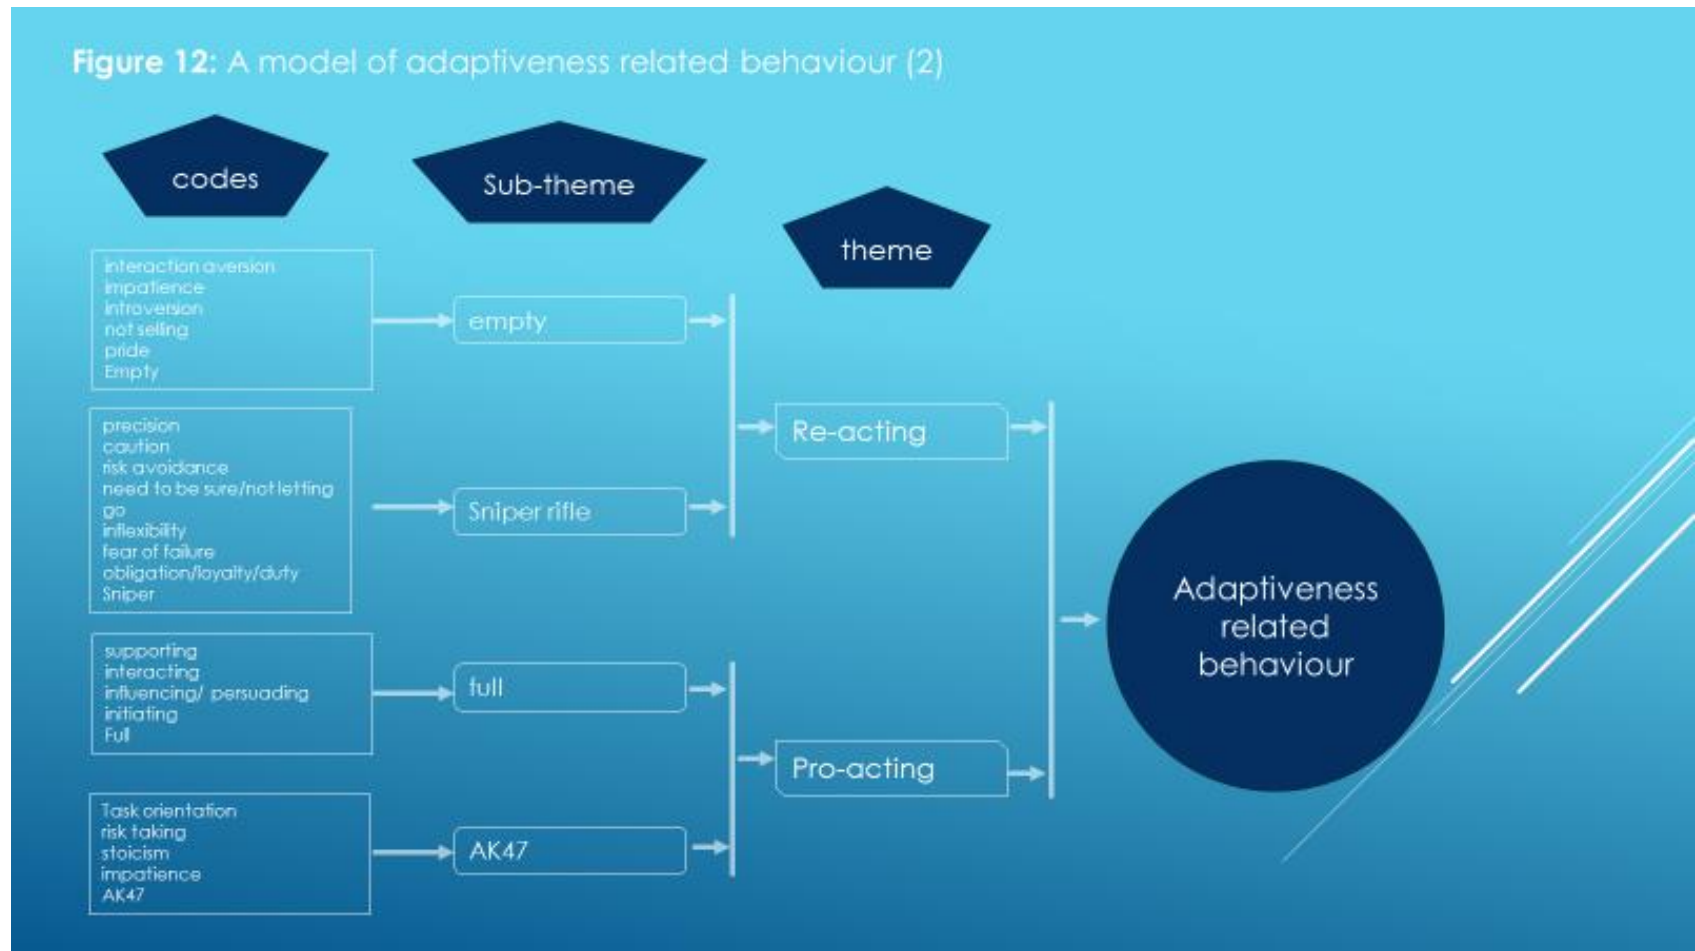 Figure 12: A model of adaptiveness related behaviour (2)
codes
Sub-theme
theme
interaction aversion
impatience
introversion
not selling
pride
Empty
empty
precision
caution
risk avoidance
need to be sure/not letting
go
inflexibility
fear of failure
obligation/loyalty/duty
Sniper
Sniper rifle
Re-acting
supporting
interacting
influencing/ persuading
initiating
Full
full
Task orientation
risk taking
stoicism
impatience
AK47
AK47
Pro-acting
Adaptiveness
related
behaviour